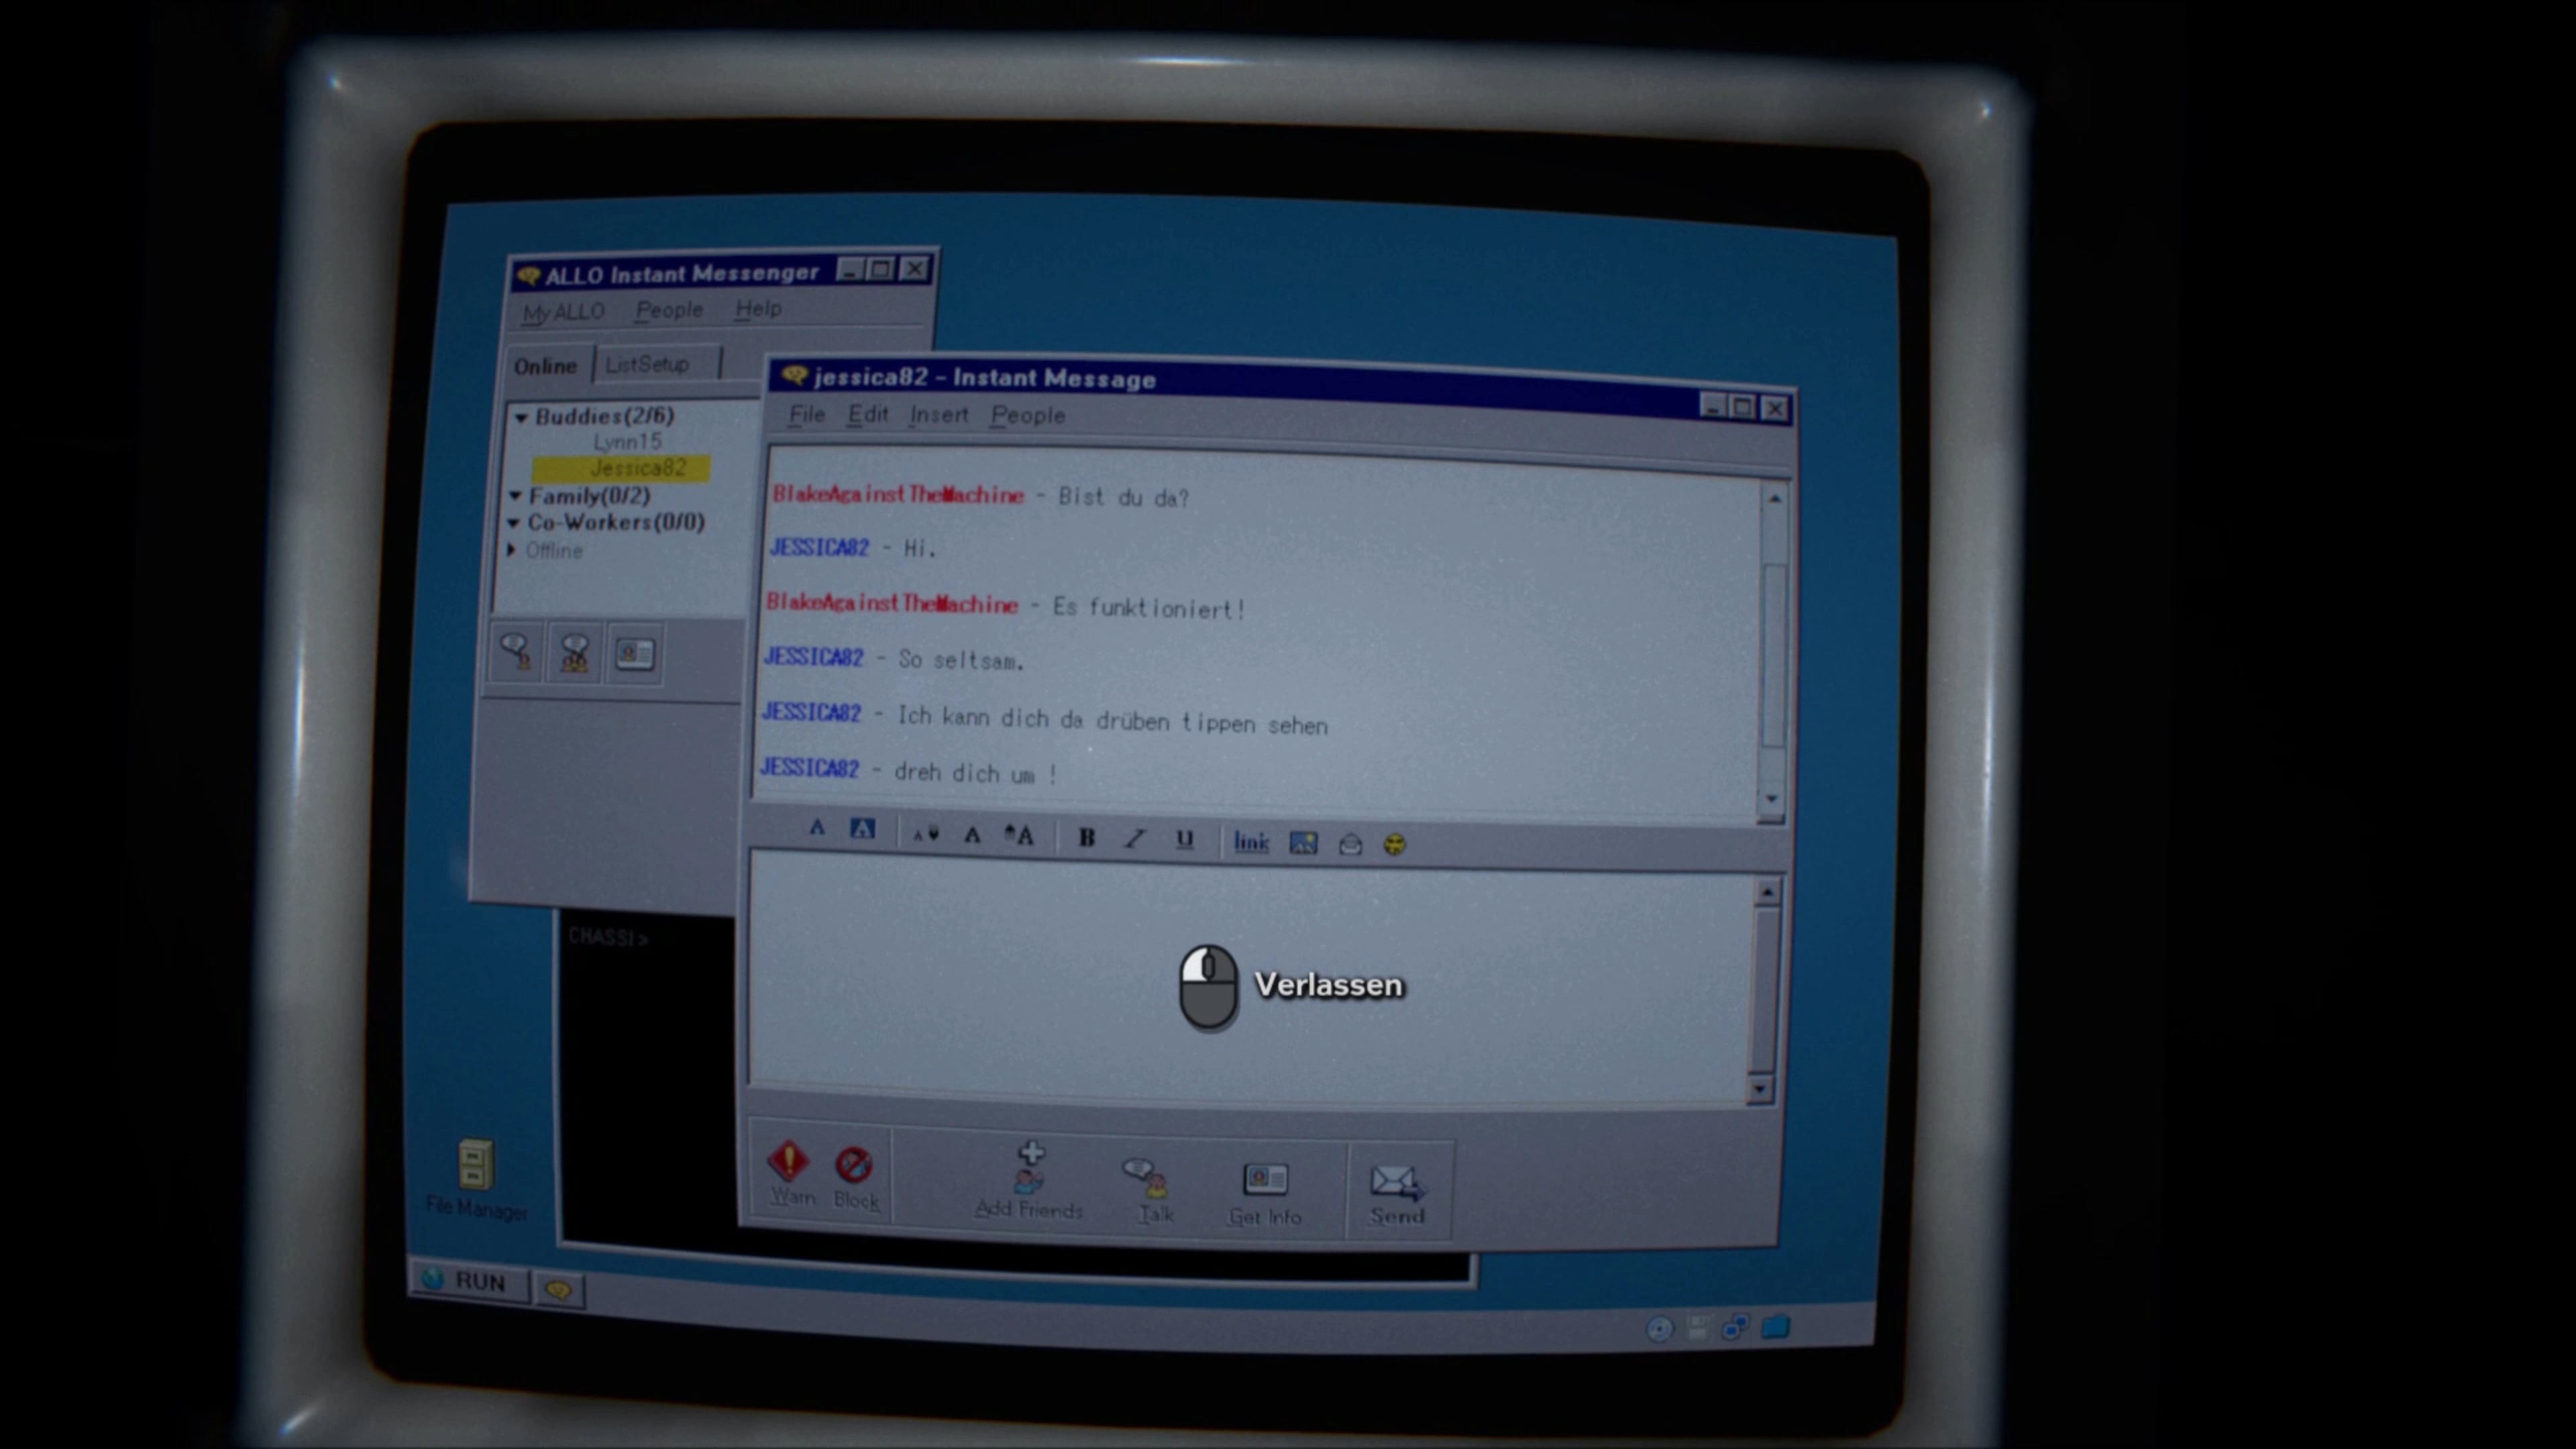 ALLO Instant Messenger
My ALLO People Help
Online ListSetup
Buddies(2/6)
Lynn15
Jessica82
Family(0/2)
Co-Workers(0/0)
Offline
jessica82 - Instant Message
File Edit Insert People
BlakeAgainstTheMachine - Bist du da?
JESSICA82 - Hi.
BlakeAgainstTheMachine - Es funktioniert!
JESSICA82 - So seltsam.
JESSICA82 - Ich kann dich da drüben tippen sehen
JESSICA82 - dreh dich um !
A A A A A B I U link
CHASSI>
Verlassen
Warn Block Add Friends Talk Get Info Send
File Manager
RUN